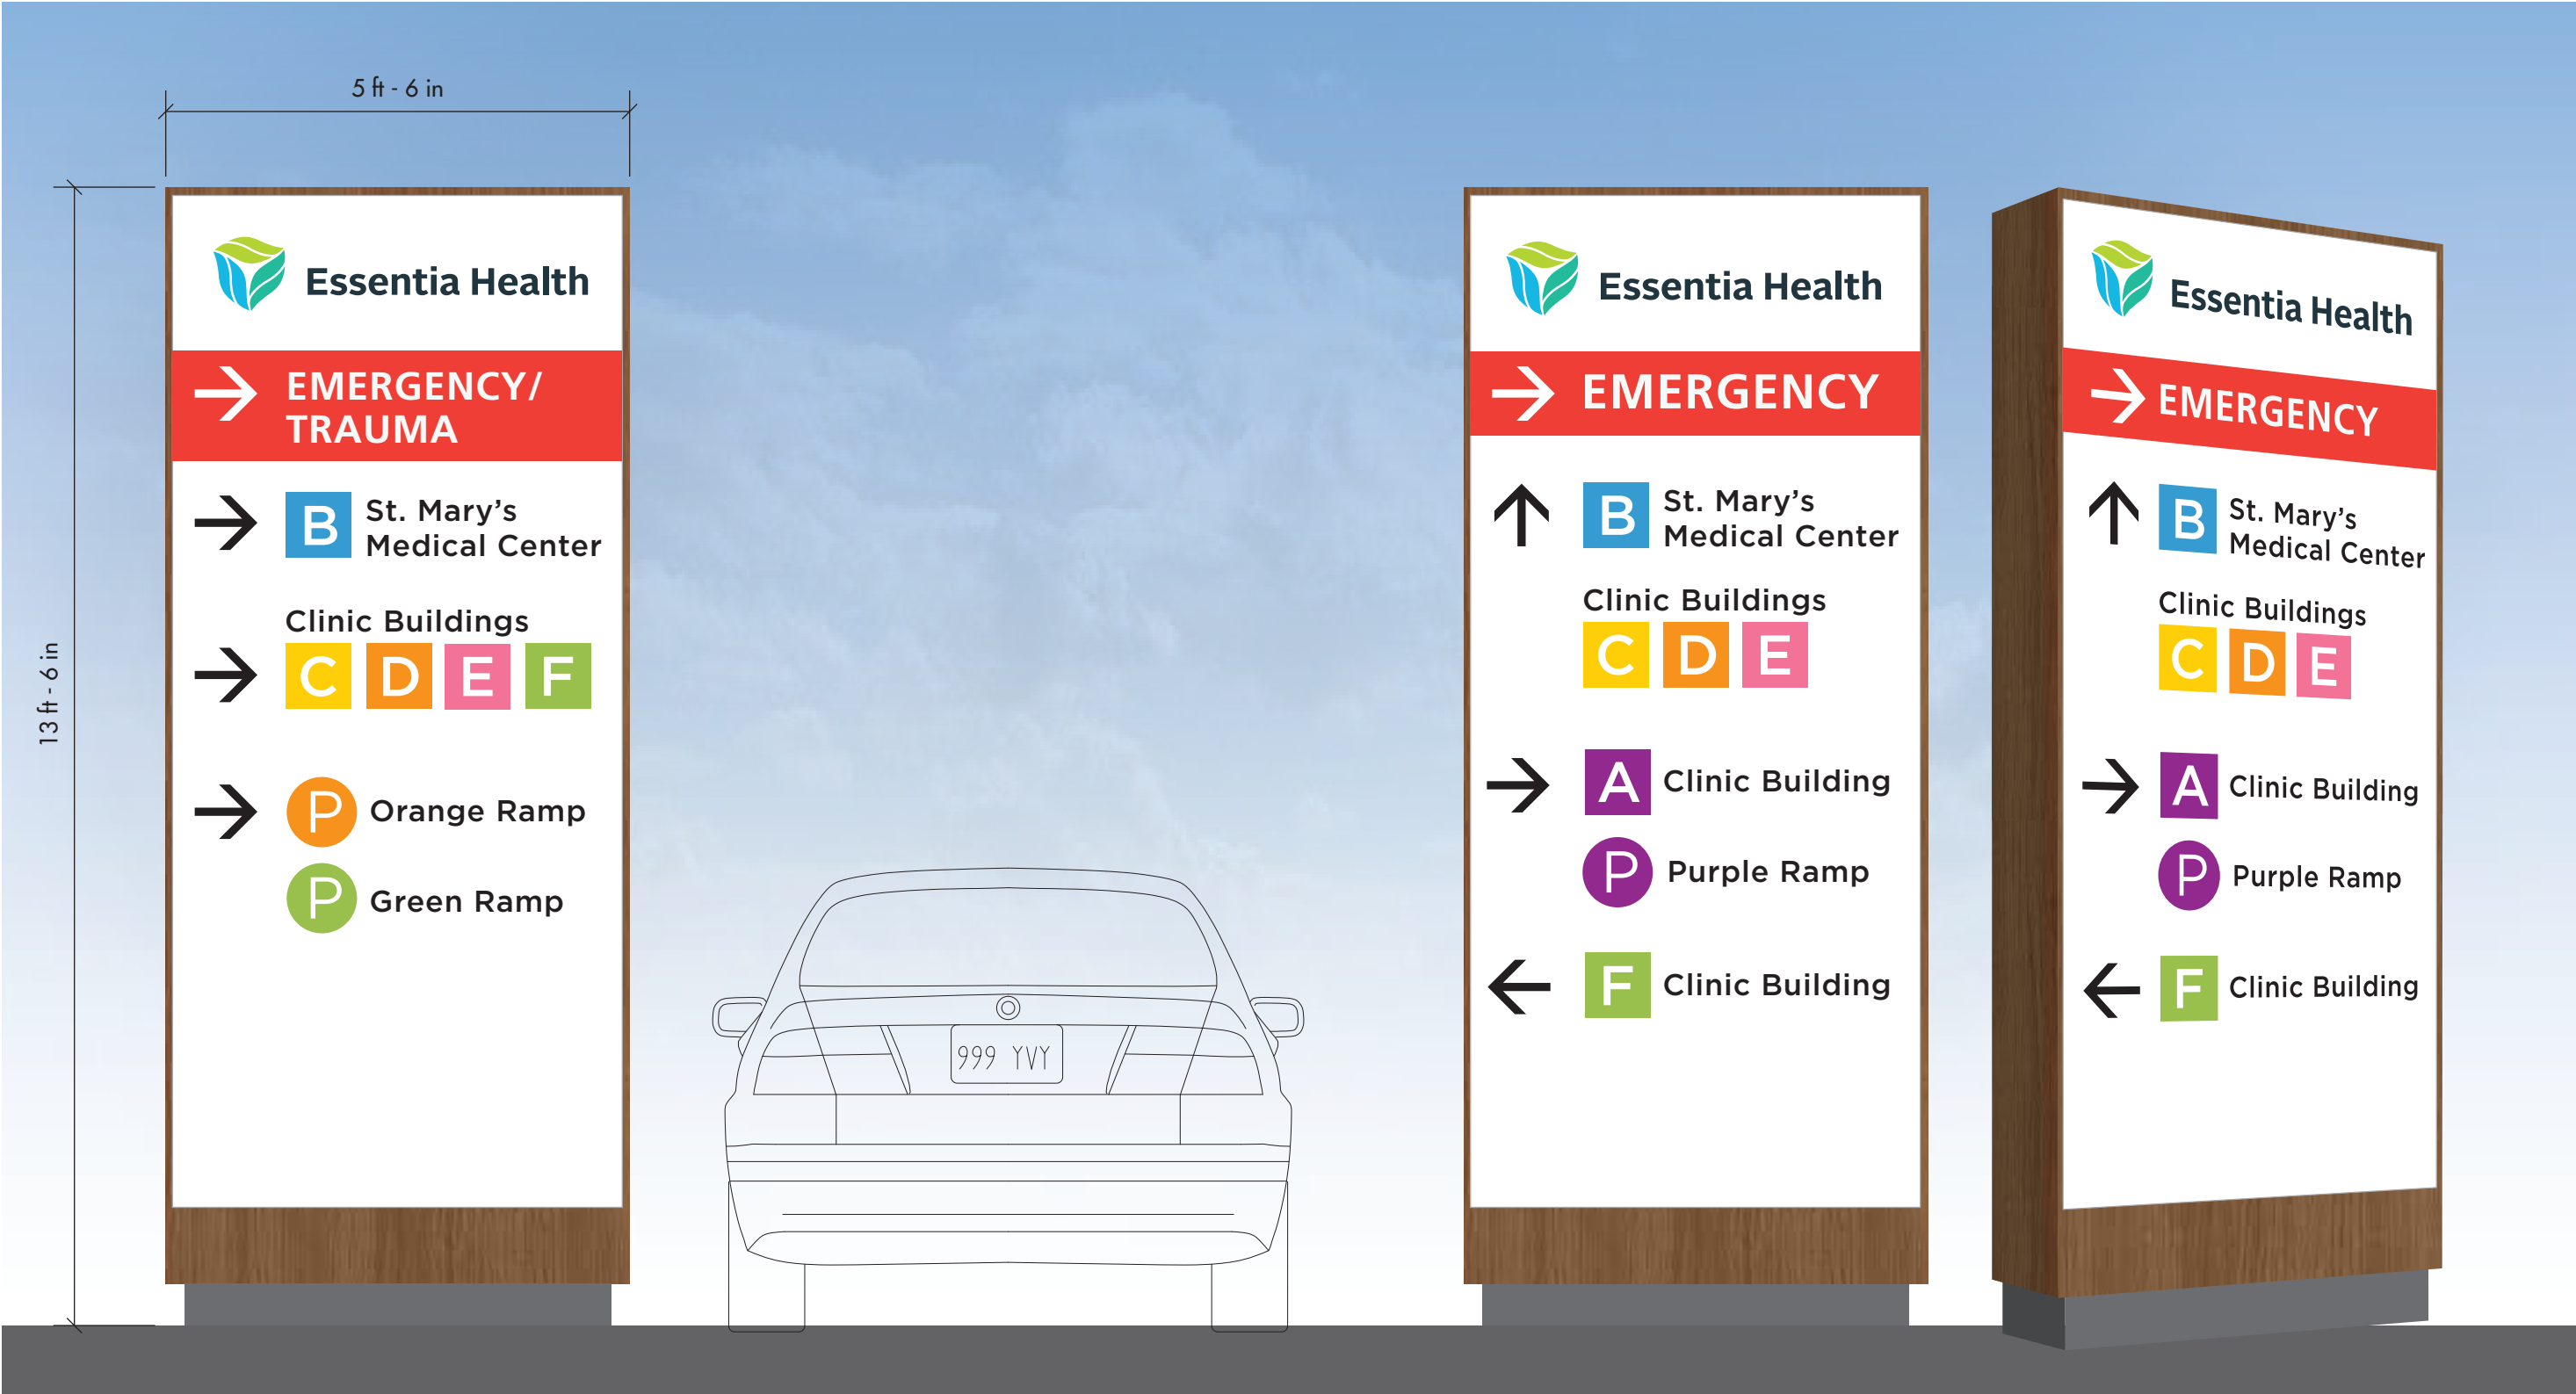 5 ft - 6 in
13 ft - 6 in
Essentia Health
EMERGENCY/
TRAUMA
B St. Mary's
Medical Center
Clinic Buildings
C D E F
P Orange Ramp
P Green Ramp
999 YVY
Essentia Health
EMERGENCY
B St. Mary's
Medical Center
Clinic Buildings
C D E
A Clinic Building
P Purple Ramp
F Clinic Building
Essentia Health
EMERGENCY
B St. Mary's
Medical Center
Clinic Buildings
C D E
A Clinic Building
P Purple Ramp
F Clinic Building